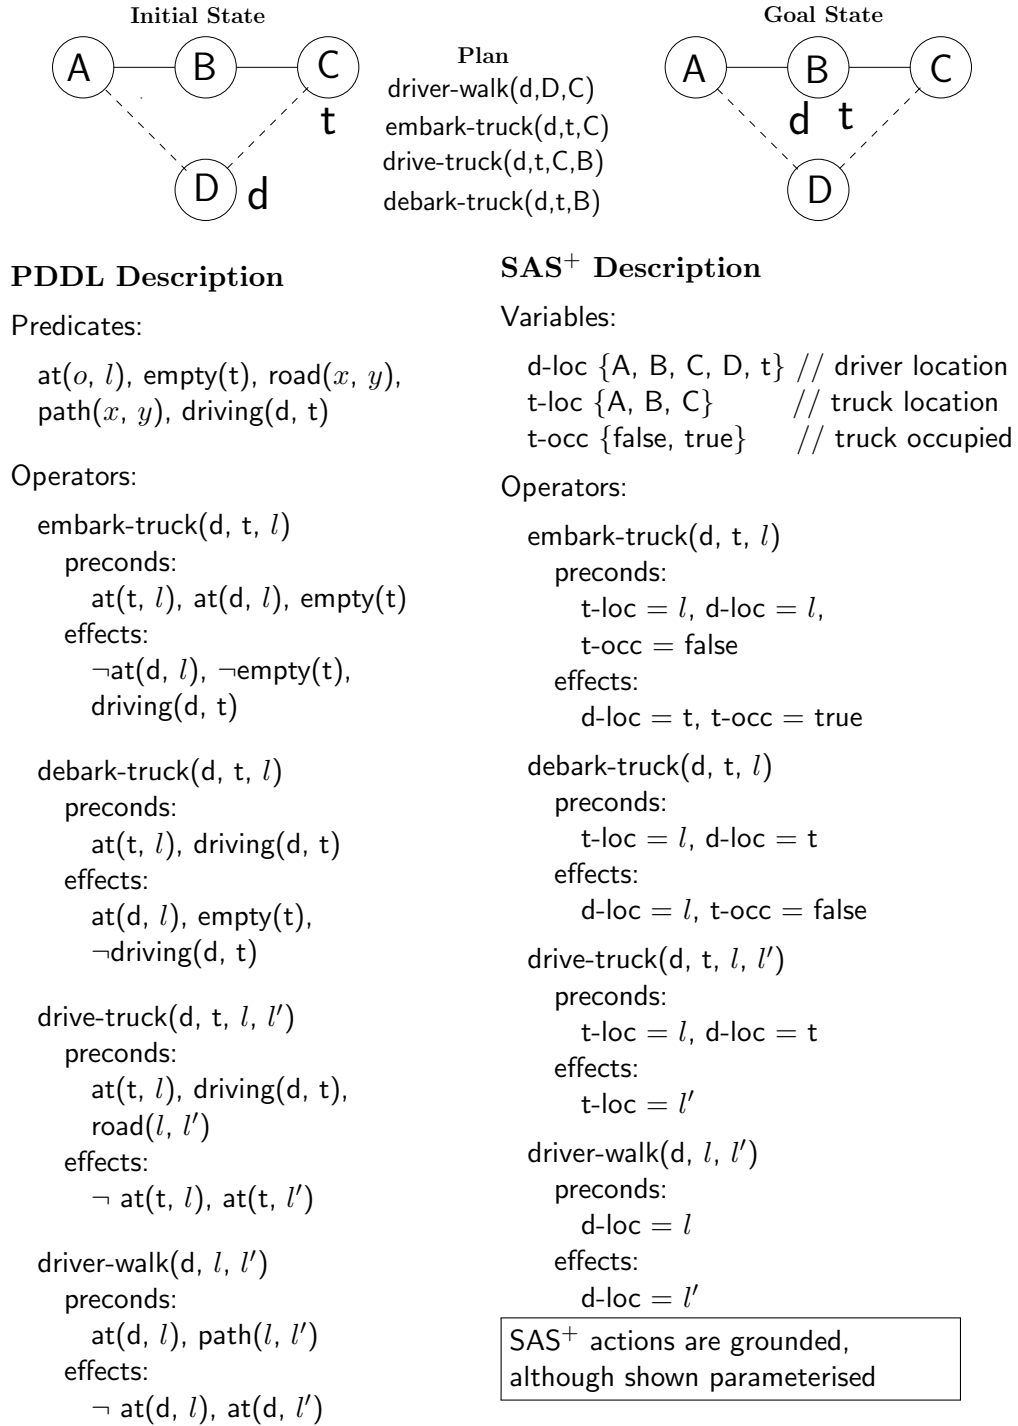 Initial State
A B C
t
D d
Plan
driver-walk(d,D,C)
embark-truck(d,t,C)
drive-truck(d,t,C,B)
debark-truck(d,t,B)
Goal State
A B C
d t
D
PDDL Description
Predicates:
at(o, l), empty(t), road(x, y),
path(x, y), driving(d, t)
Operators:
embark-truck(d, t, l)
preconds:
at(t, l), at(d, l), empty(t)
effects:
¬at(d, l), ¬empty(t),
driving(d, t)
debark-truck(d, t, l)
preconds:
at(t, l), driving(d, t)
effects:
at(d, l), empty(t),
¬driving(d, t)
drive-truck(d, t, l, l′)
preconds:
at(t, l), driving(d, t),
road(l, l′)
effects:
¬ at(t, l), at(t, l′)
driver-walk(d, l, l′)
preconds:
at(d, l), path(l, l′)
effects:
¬ at(d, l), at(d, l′)
SAS⁺ Description
Variables:
d-loc {A, B, C, D, t} // driver location
t-loc {A, B, C} // truck location
t-occ {false, true} // truck occupied
Operators:
embark-truck(d, t, l)
preconds:
t-loc = l, d-loc = l,
t-occ = false
effects:
d-loc = t, t-occ = true
debark-truck(d, t, l)
preconds:
t-loc = l, d-loc = t
effects:
d-loc = l, t-occ = false
drive-truck(d, t, l, l′)
preconds:
t-loc = l, d-loc = t
effects:
t-loc = l′
driver-walk(d, l, l′)
preconds:
d-loc = l
effects:
d-loc = l′
SAS⁺ actions are grounded,
although shown parameterised